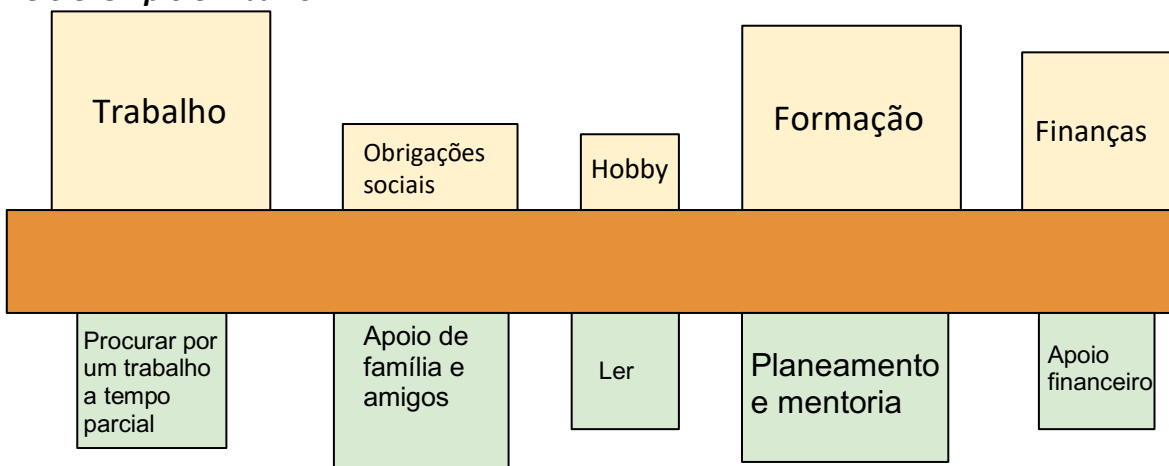 Trabalho
Obrigações
sociais
Hobby
Formação
Finanças
Procurar por
um trabalho
a tempo
parcial
Apoio de
família e
amigos
Ler
Planeamento
e mentoria
Apoio
financeiro